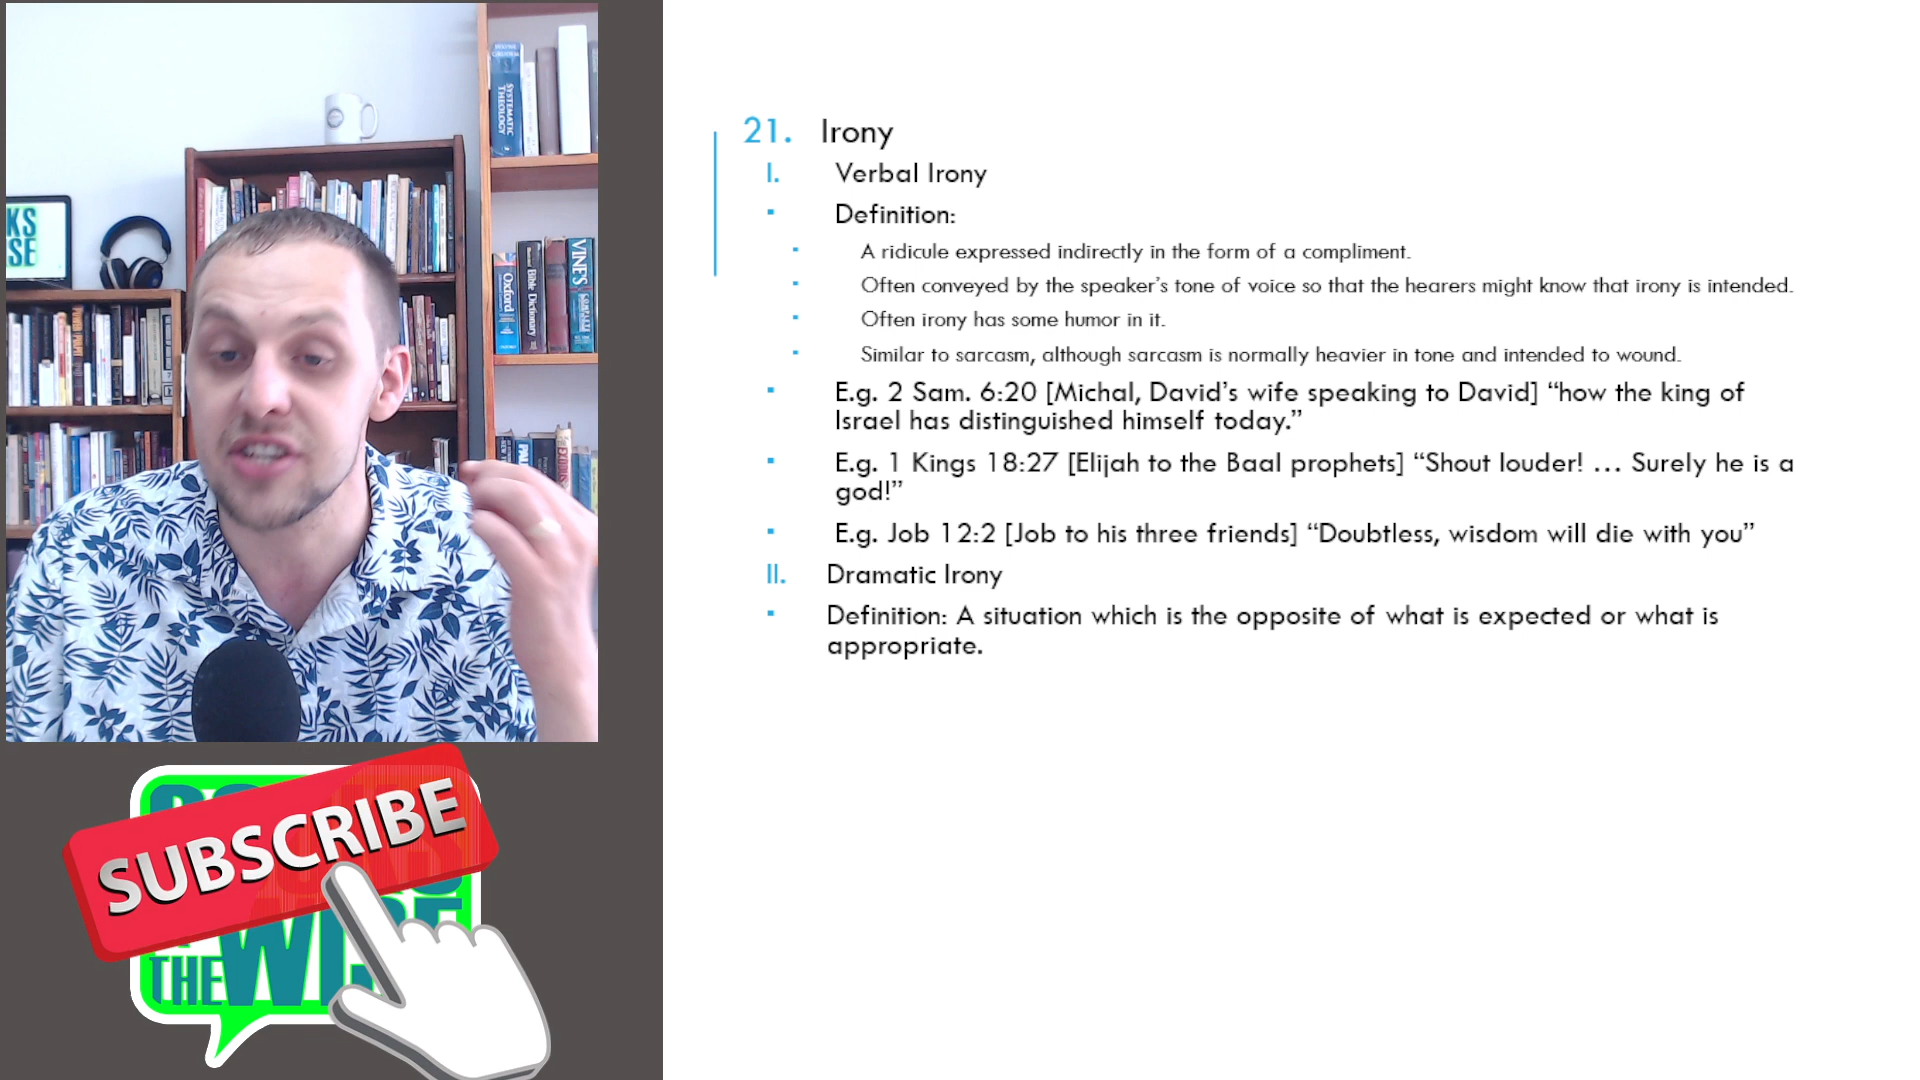 WAYNE GRUDEM
SYSTEMATIC THEOLOGY
KS
SE
Oxford
Bible Dictionary
VINE'S
COMPLETE
21. Irony
I. Verbal Irony
▪ Definition:
▪ A ridicule expressed indirectly in the form of a compliment.
▪ Often conveyed by the speaker’s tone of voice so that the hearers might know that irony is intended.
▪ Often irony has some humor in it.
▪ Similar to sarcasm, although sarcasm is normally heavier in tone and intended to wound.
▪ E.g. 2 Sam. 6:20 [Michal, David’s wife speaking to David] “how the king of
Israel has distinguished himself today.”
▪ E.g. 1 Kings 18:27 [Elijah to the Baal prophets] “Shout louder! … Surely he is a
god!”
▪ E.g. Job 12:2 [Job to his three friends] “Doubtless, wisdom will die with you”
II. Dramatic Irony
▪ Definition: A situation which is the opposite of what is expected or what is
appropriate.
SUBSCRIBE
THE WI